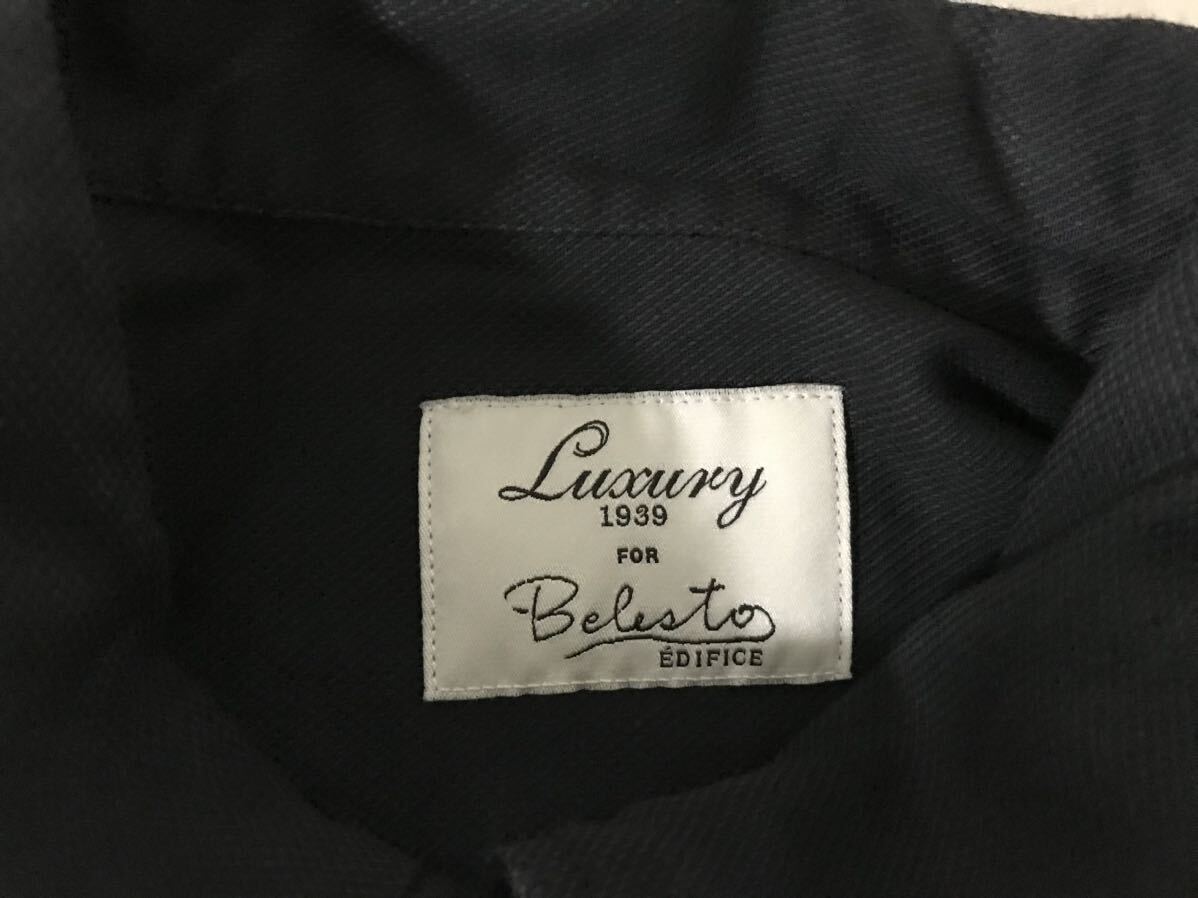 Luxury
1939
FOR
Belesto
ÉDIFICE